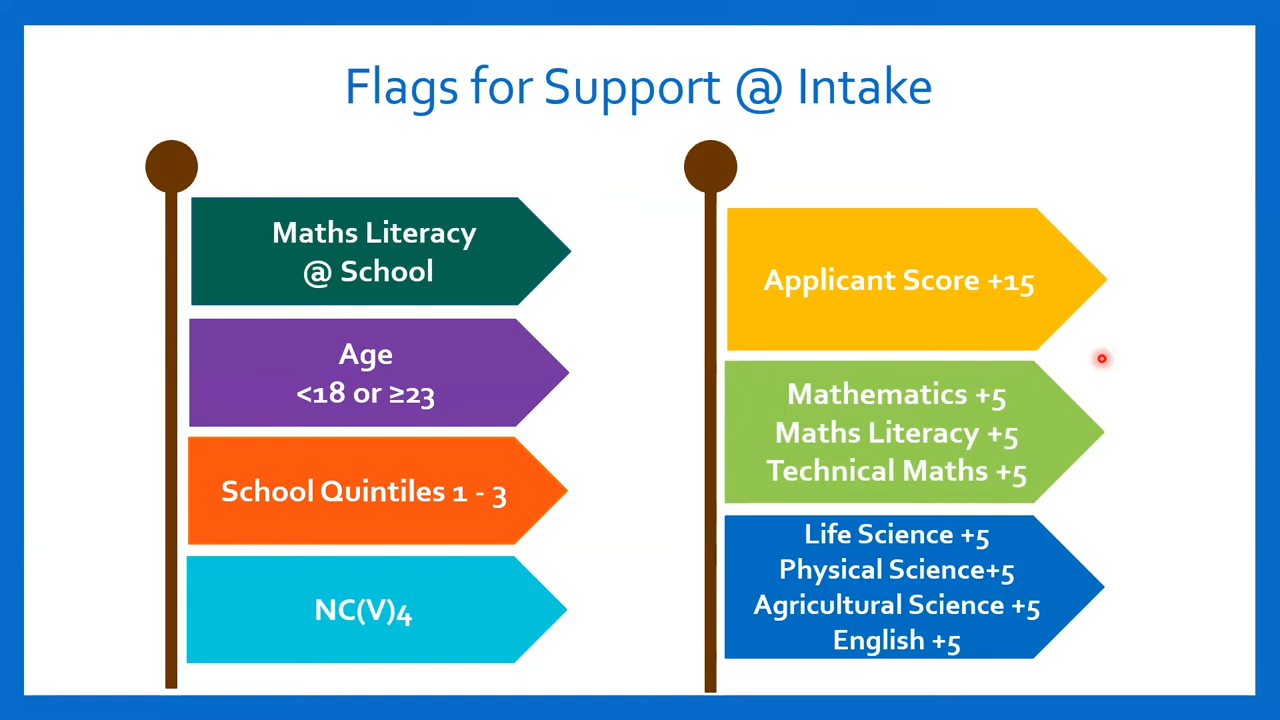 Flags for Support @ Intake
Maths Literacy
@ School
Age
<18 or ≥23
School Quintiles 1 - 3
NC(V)4
Applicant Score +15
Mathematics +5
Maths Literacy +5
Technical Maths +5
Life Science +5
Physical Science+5
Agricultural Science +5
English +5